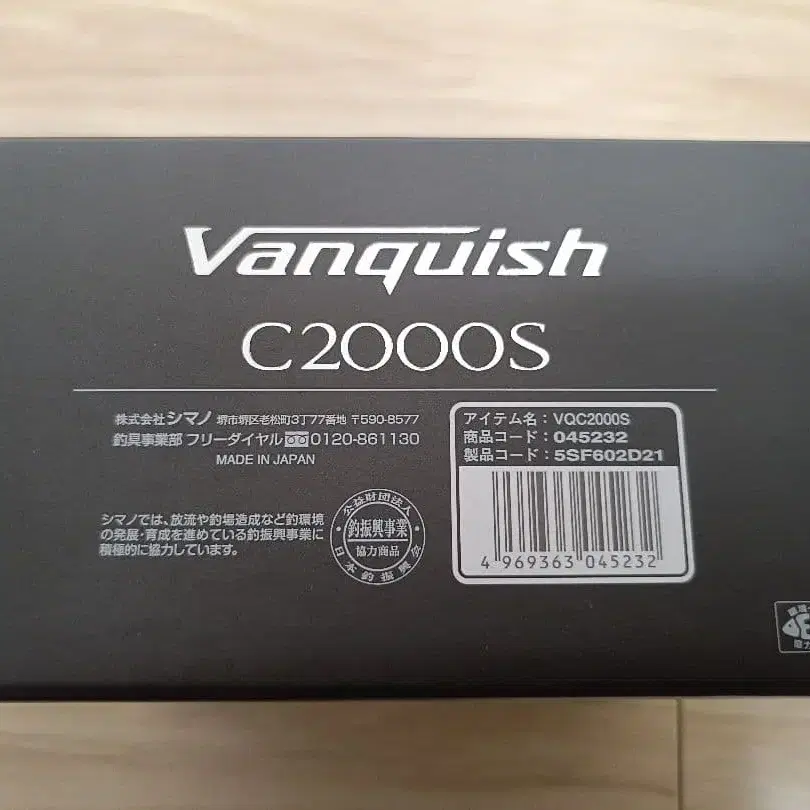 Vanquish
C2000S
株式会社シマノ 堺市堺区老松町3丁77番地 〒590-8577
釣具事業部 フリーダイヤル 0120-861130
MADE IN JAPAN
アイテム名：VQC2000S
商品コード：045232
製品コード：5SF602D21
4 969363 045232
シマノでは、放流や釣場造成など釣環境
の発展・育成を進めている釣振興事業に
積極的に協力しています。
公益財団法人
釣振興事業
協力商品
日本釣振興会